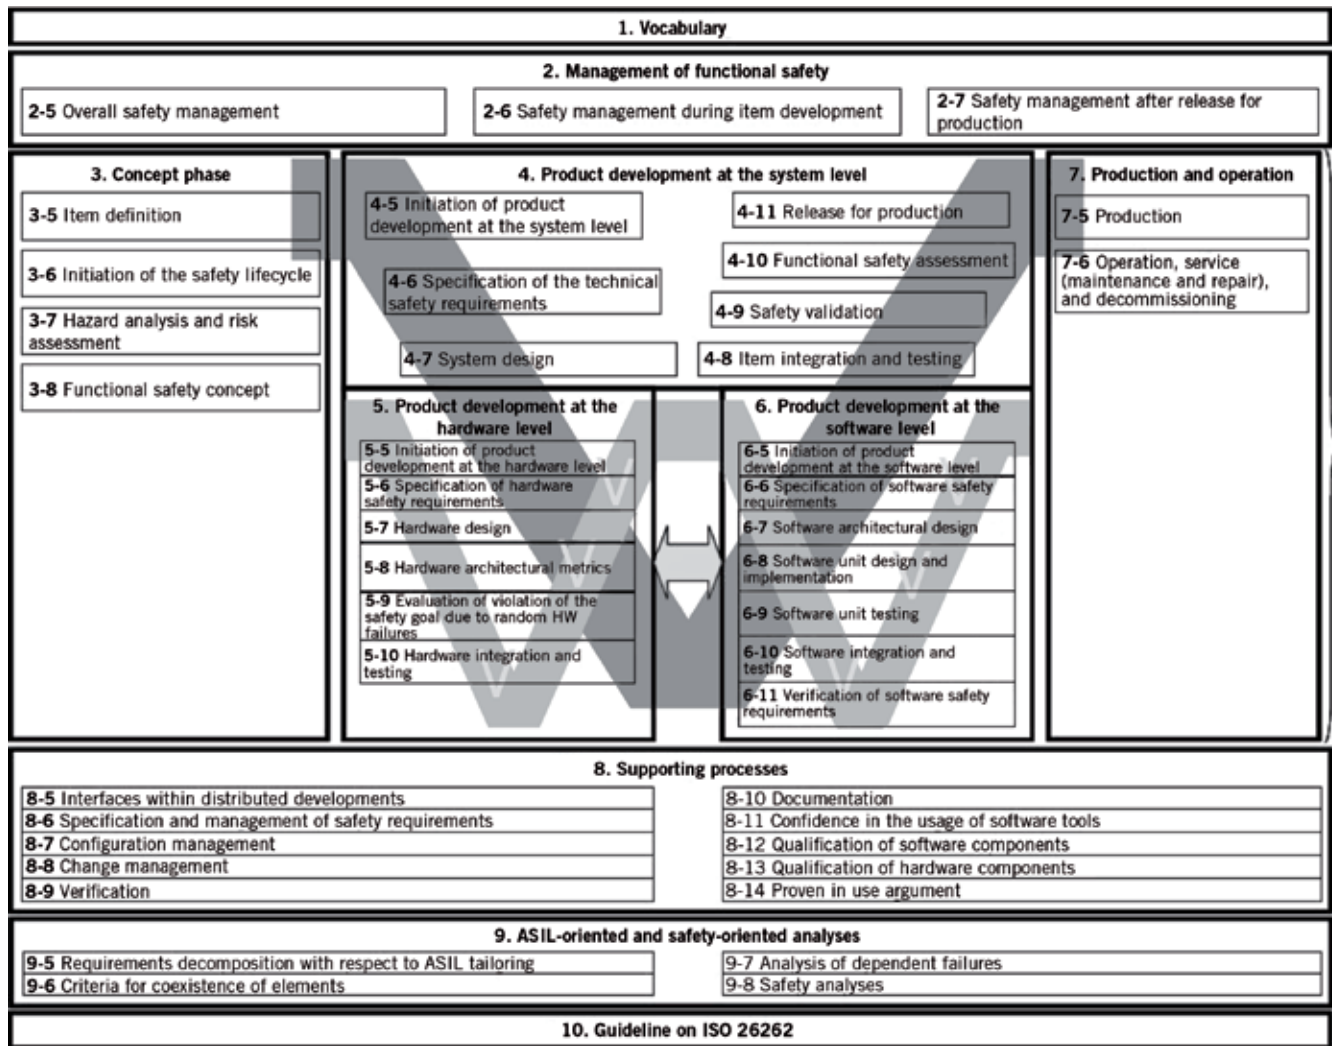 1. Vocabulary
2. Management of functional safety
2-5 Overall safety management
2-6 Safety management during item development
2-7 Safety management after release for
production
3. Concept phase
3-5 Item definition
3-6 Initiation of the safety lifecycle
3-7 Hazard analysis and risk
assessment
3-8 Functional safety concept
4. Product development at the system level
4-5 Initiation of product
development at the system level
4-6 Specification of the technical
safety requirements
4-7 System design
4-11 Release for production
4-10 Functional safety assessment
4-9 Safety validation
4-8 Item integration and testing
7. Production and operation
7-5 Production
7-6 Operation, service
(maintenance and repair),
and decommissioning
5. Product development at the
hardware level
5-5 Initiation of product
development at the hardware level
5-6 Specification of hardware
safety requirements
5-7 Hardware design
5-8 Hardware architectural metrics
5-9 Evaluation of violation of the
safety goal due to random HW
failures
5-10 Hardware integration and
testing
6. Product development at the
software level
6-5 Initiation of product
development at the software level
6-6 Specification of software safety
requirements
6-7 Software architectural design
6-8 Software unit design and
implementation
6-9 Software unit testing
6-10 Software integration and
testing
6-11 Verification of software safety
requirements
8. Supporting processes
8-5 Interfaces within distributed developments
8-6 Specification and management of safety requirements
8-7 Configuration management
8-8 Change management
8-9 Verification
8-10 Documentation
8-11 Confidence in the usage of software tools
8-12 Qualification of software components
8-13 Qualification of hardware components
8-14 Proven in use argument
9. ASIL-oriented and safety-oriented analyses
9-5 Requirements decomposition with respect to ASIL tailoring
9-6 Criteria for coexistence of elements
9-7 Analysis of dependent failures
9-8 Safety analyses
10. Guideline on ISO 26262